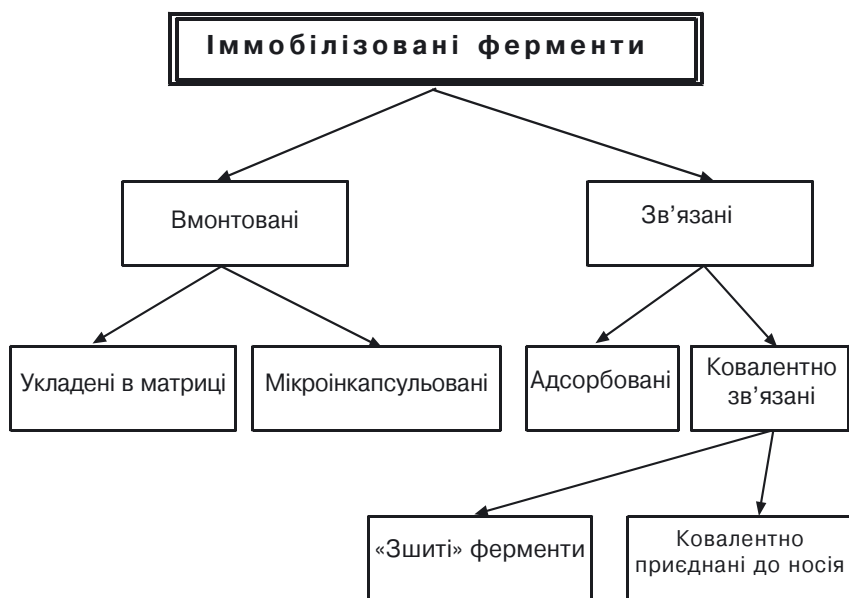 Іммобілізовані ферменти
Вмонтовані
Зв’язані
Укладені в матриці
Мікроінкапсульовані
Адсорбовані
Ковалентно
зв’язані
«Зшиті» ферменти
Ковалентно
приєднані до носія